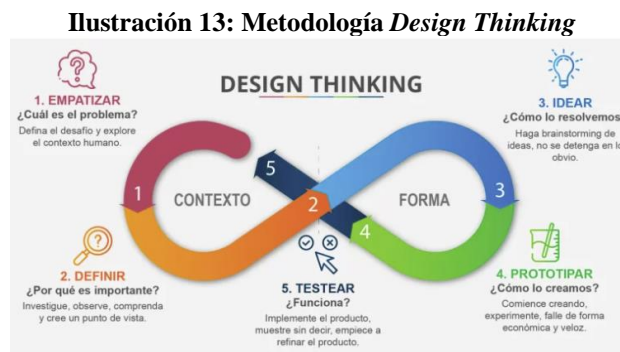 Ilustración 13: Metodología Design Thinking
DESIGN THINKING
1. EMPATIZAR
¿Cuál es el problema?
Defina el desafío y explore
el contexto humano.
1
CONTEXTO
2
5
2. DEFINIR
¿Por qué es importante?
Investigue, observe, comprenda
y cree un punto de vista.
3. IDEAR
¿Cómo lo resolvemos
Haga brainstorming de
ideas, no se detenga en lo
obvio.
FORMA
3
4
4. PROTOTIPAR
¿Cómo lo creamos?
Comience creando,
experimente, falle de forma
económica y veloz.
5. TESTEAR
¿Funciona?
Implemente el producto,
muestre sin decir, empiece a
refinar el producto.